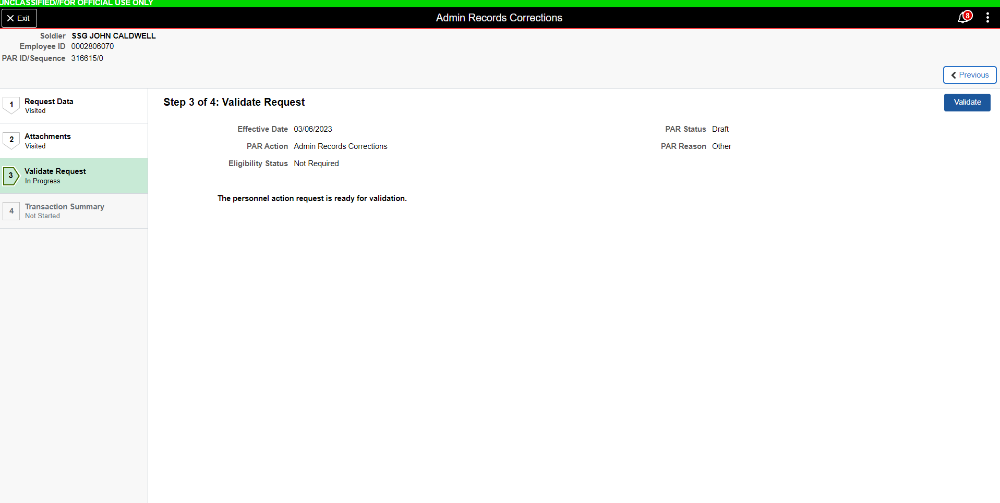 UNCLASSIFIED//FOR OFFICIAL USE ONLY
Exit
Admin Records Corrections
8
Soldier SSG JOHN CALDWELL
Employee ID 0002806070
PAR ID/Sequence 316615/0
Previous
1 Request Data
Visited
2 Attachments
Visited
3 Validate Request
In Progress
4 Transaction Summary
Not Started
Step 3 of 4: Validate Request
Validate
Effective Date 03/06/2023 PAR Status Draft
PAR Action Admin Records Corrections PAR Reason Other
Eligibility Status Not Required
The personnel action request is ready for validation.